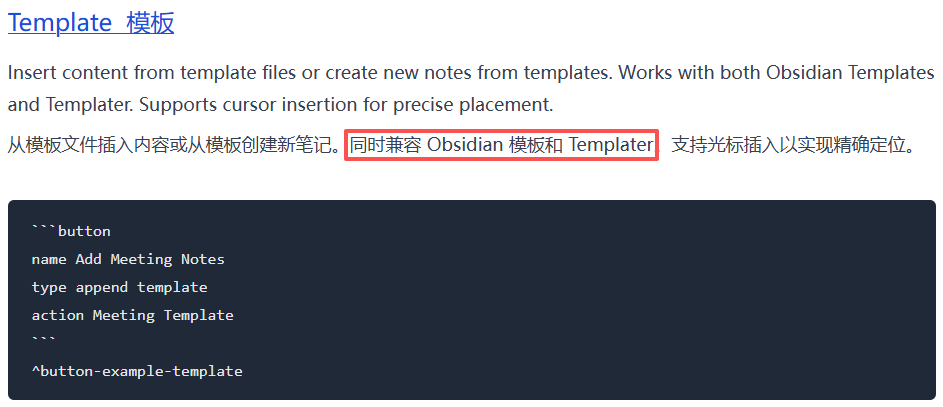 Template 模板
Insert content from template files or create new notes from templates. Works with both Obsidian Templates
and Templater. Supports cursor insertion for precise placement.
从模板文件插入内容或从模板创建新笔记。同时兼容 Obsidian 模板和 Templater 支持光标插入以实现精确定位。
```button
name Add Meeting Notes
type append template
action Meeting Template
```
^button-example-template